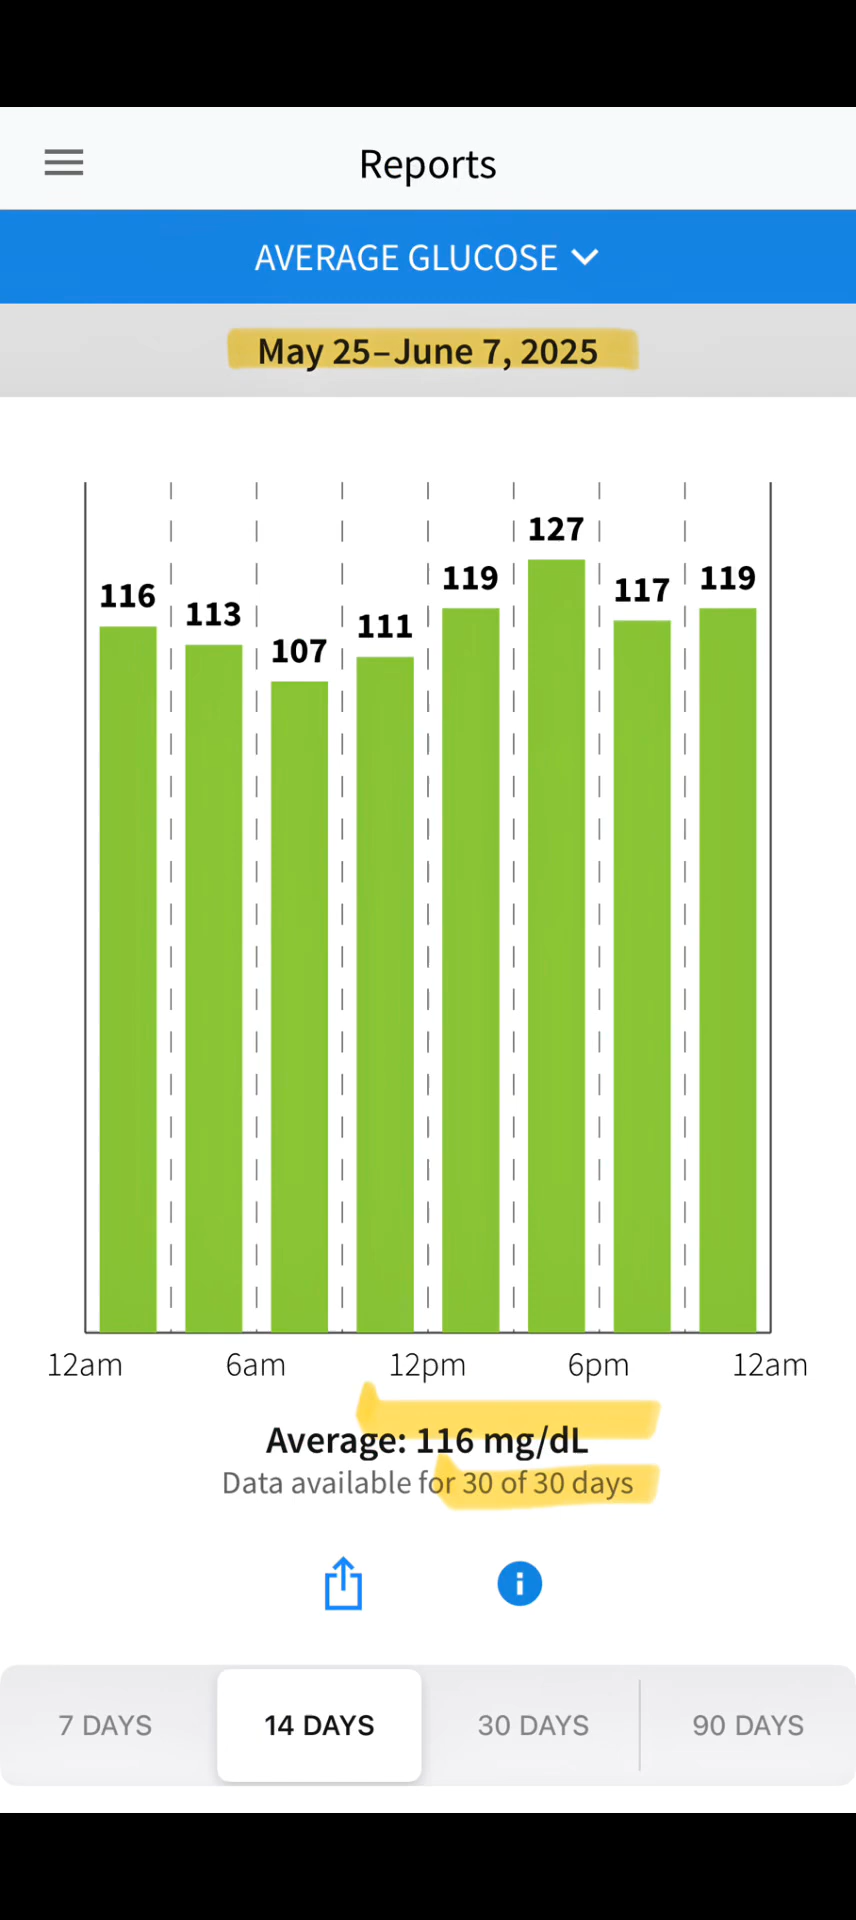 Reports
AVERAGE GLUCOSE
May 25–June 7, 2025
116 113 107 111 119 127 117 119
12am 6am 12pm 6pm 12am
Average: 116 mg/dL
Data available for 30 of 30 days
i
7 DAYS 14 DAYS 30 DAYS 90 DAYS